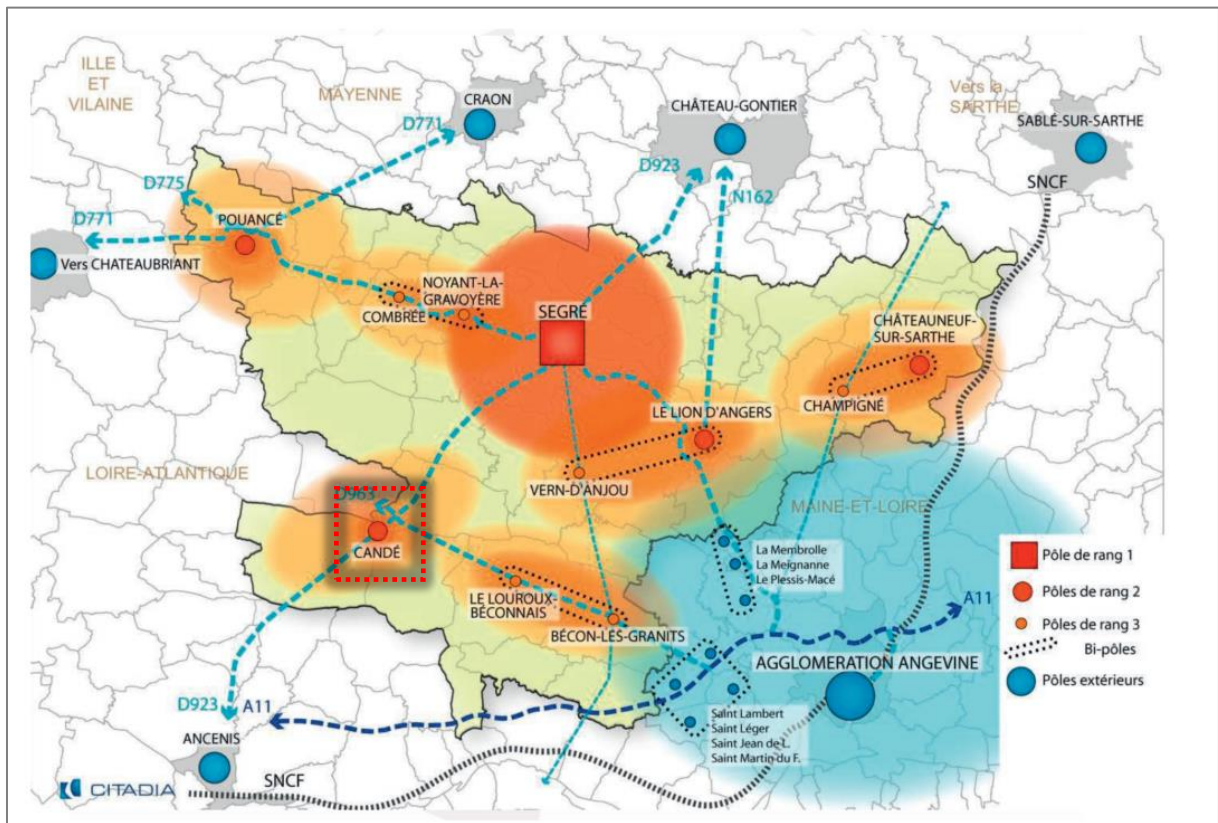 ILLE
ET
VILAINE
MAYENNE
CRAON
D771
CHÂTEAU-GONTIER
Vers la
SARTHE
SABLÉ-SUR-SARTHE
SNCF
D923
N162
D775
D771
POUANCÉ
Vers CHATEAUBRIANT
NOYANT-LA-
GRAVOYÈRE
COMBRÉE
SEGRÉ
CHÂTEAUNEUF-
SUR-SARTHE
CHAMPIGNÉ
LE LION D'ANGERS
VERN-D'ANJOU
LOIRE-ATLANTIQUE
MAINE-ET-LOIRE
D963
CANDÉ
La Membrolle
La Meignanne
Le Plessis-Macé
LE LOUROUX-
BÉCONNAIS
BÉCON-LES-GRANITS
A11
AGGLOMERATION ANGEVINE
Saint Lambert
Saint Léger
Saint Jean de L.
Saint Martin du F.
D923
A11
ANCENIS
SNCF
CITADIA
Pôle de rang 1
Pôles de rang 2
Pôles de rang 3
Bi-pôles
Pôles extérieurs